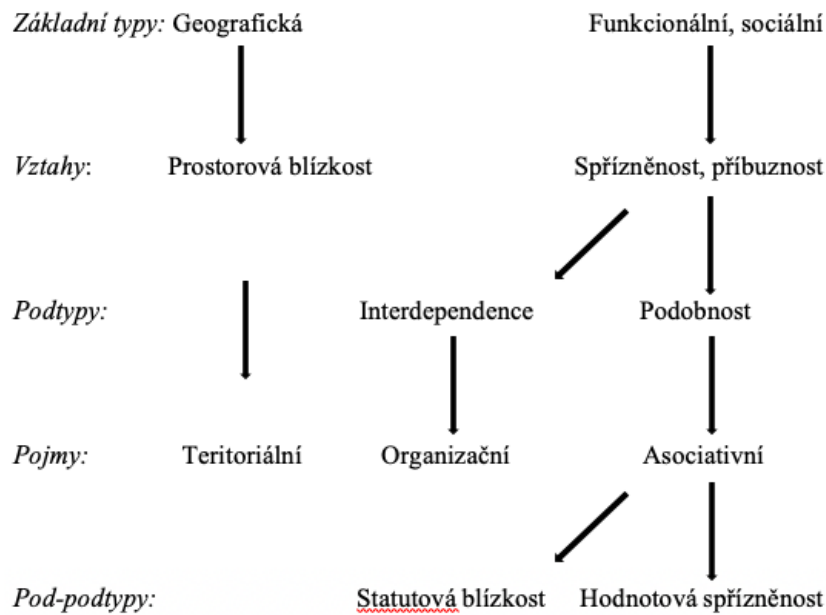 Základní typy: Geografická Funkcionální, sociální
Vztahy: Prostorová blízkost Spřízněnost, příbuznost
Podtypy: Interdependence Podobnost
Pojmy: Teritoriální Organizační Asociativní
Pod-podtypy: Statutová blízkost Hodnotová spřízněnost